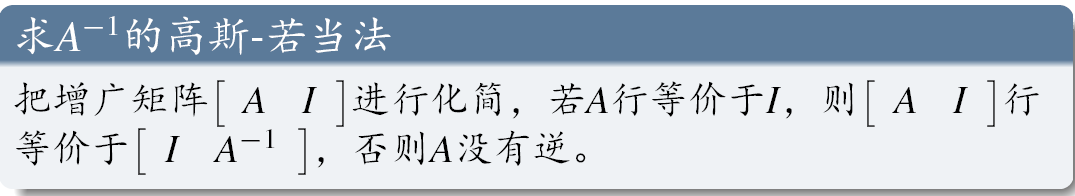 求A⁻¹的高斯-若当法
把增广矩阵[ A I ]进行化简，若A行等价于I，则[ A I ]行
等价于[ I A⁻¹ ]，否则A没有逆。